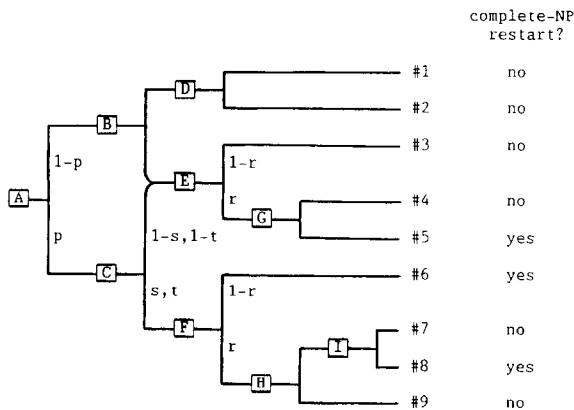 complete-NP
restart?
#1 no
D
#2 no
B
#3 no
1-p
1-r
E
A
r
#4 no
G
p
1-s,1-t
#5 yes
C
#6 yes
s,t
1-r
F
#7 no
r
I
#8 yes
H
#9 no